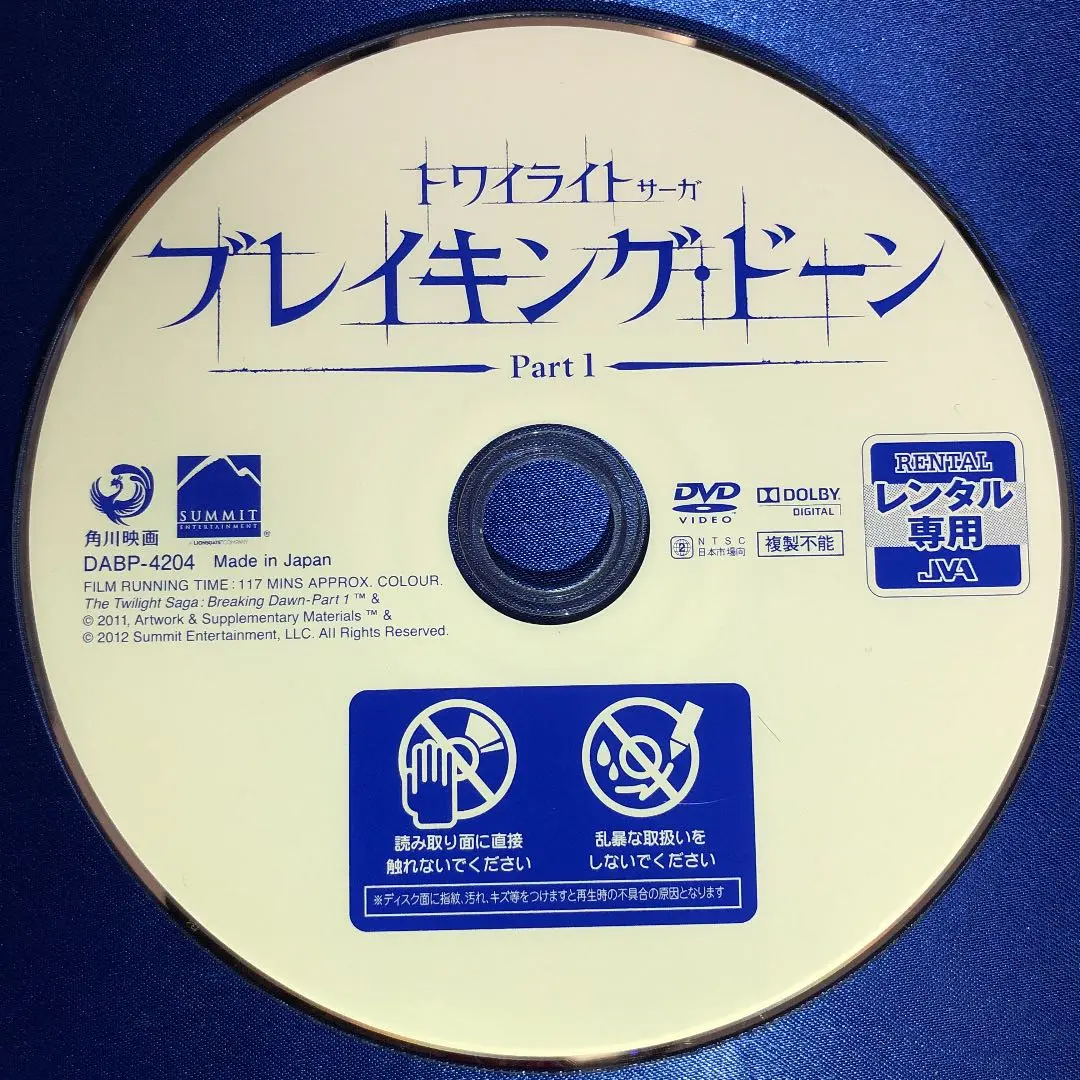 トワイライト サーガ
ブレイキング・ドーン
Part 1
角川映画
SUMMIT
ENTERTAINMENT
A LIONSGATE COMPANY
®
DABP-4204 Made in Japan
FILM RUNNING TIME : 117 MINS APPROX. COLOUR.
The Twilight Saga : Breaking Dawn-Part 1 ™ &
© 2011, Artwork & Supplementary Materials ™ &
© 2012 Summit Entertainment, LLC. All Rights Reserved.
DVD
VIDEO
DOLBY
DIGITAL
2
NTSC
日本市場向
複製不能
RENTAL
レンタル
専用
JVA
読み取り面に直接
触れないでください
乱暴な取扱いを
しないでください
※ディスク面に指紋、汚れ、キズ等をつけますと再生時の不具合の原因となります